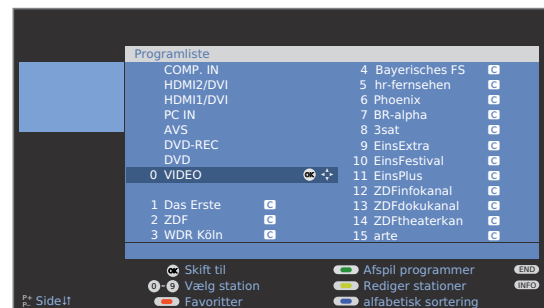 Programliste
COMP. IN
HDMI2/DVI
HDMI1/DVI
PC IN
AVS
DVD-REC
DVD
0 VIDEO OK
1 Das Erste C
2 ZDF C
3 WDR Köln C
4 Bayerisches FS C
5 hr-fernsehen C
6 Phoenix C
7 BR-alpha C
8 3sat C
9 EinsExtra C
10 EinsFestival C
11 EinsPlus C
12 ZDFinfokanal C
13 ZDFdokukanal C
14 ZDFtheaterkan C
15 arte C
OK Skift til
0-9 Vælg station
Favoritter
Afspil programmer END
Rediger stationer INFO
alfabetisk sortering
P+ P- Side↓↑